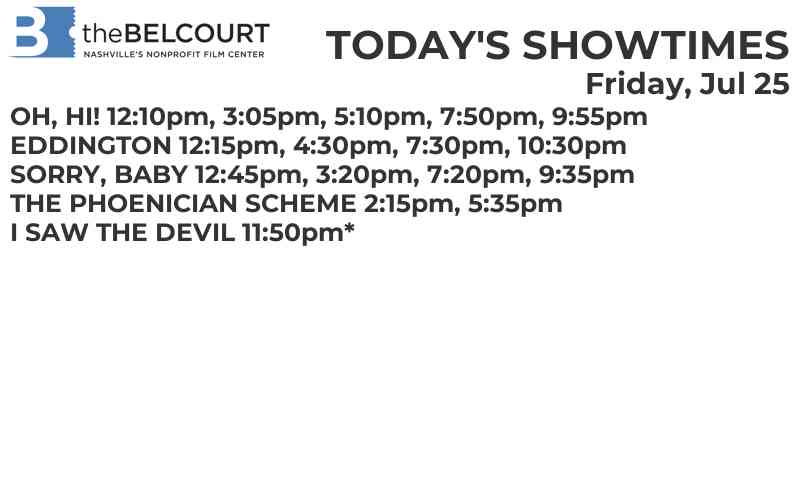 B theBELCOURT
NASHVILLE'S NONPROFIT FILM CENTER
TODAY'S SHOWTIMES
Friday, Jul 25
OH, HI! 12:10pm, 3:05pm, 5:10pm, 7:50pm, 9:55pm
EDDINGTON 12:15pm, 4:30pm, 7:30pm, 10:30pm
SORRY, BABY 12:45pm, 3:20pm, 7:20pm, 9:35pm
THE PHOENICIAN SCHEME 2:15pm, 5:35pm
I SAW THE DEVIL 11:50pm*